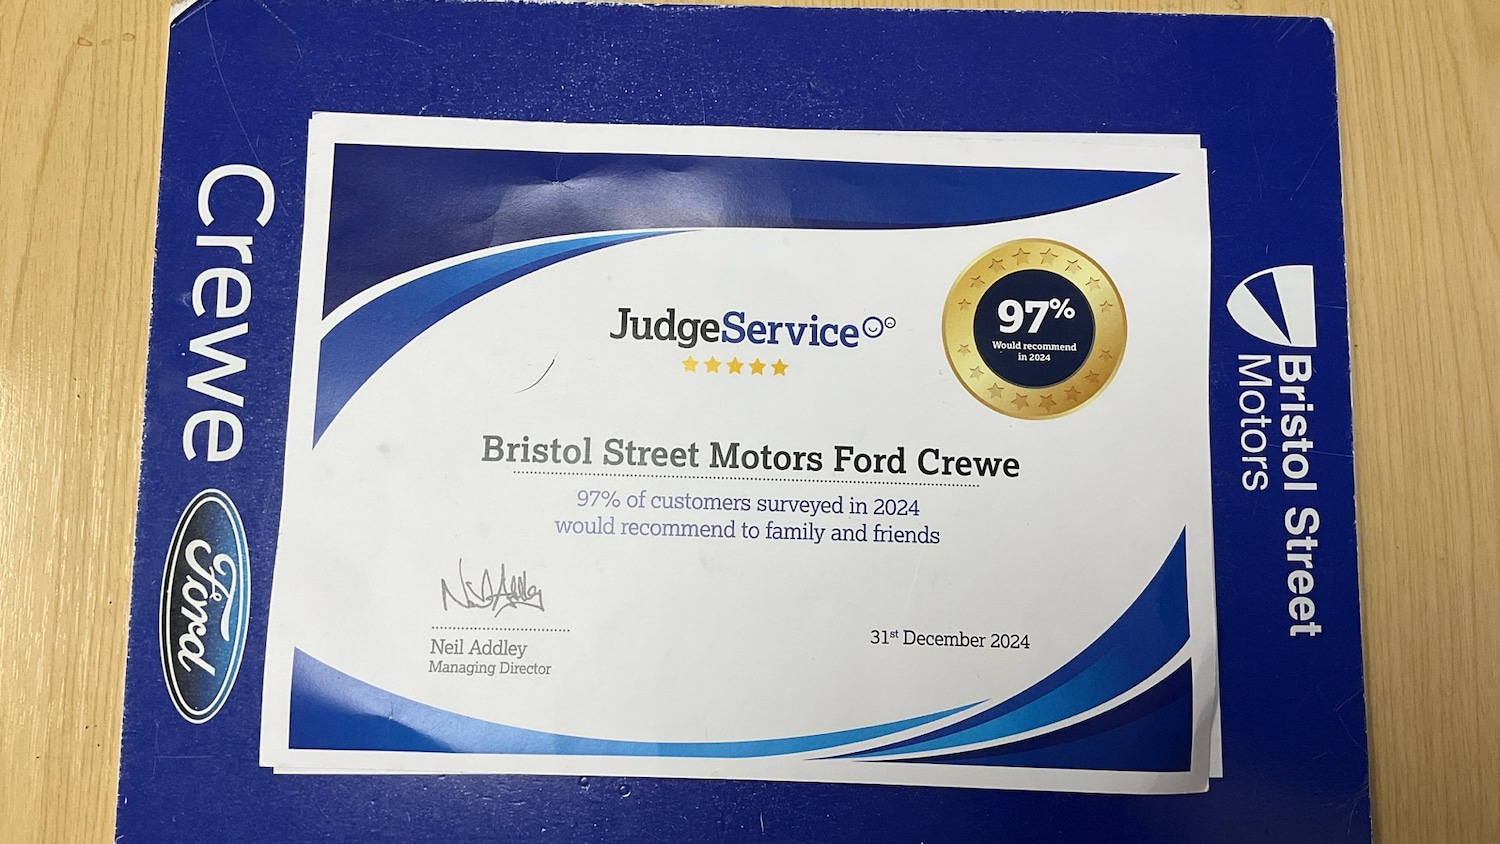 Crewe
Ford
JudgeService
97%
Would recommend
in 2024
Bristol Street Motors Ford Crewe
97% of customers surveyed in 2024
would recommend to family and friends
Neil Addley
Managing Director
31st December 2024
Bristol Street
Motors